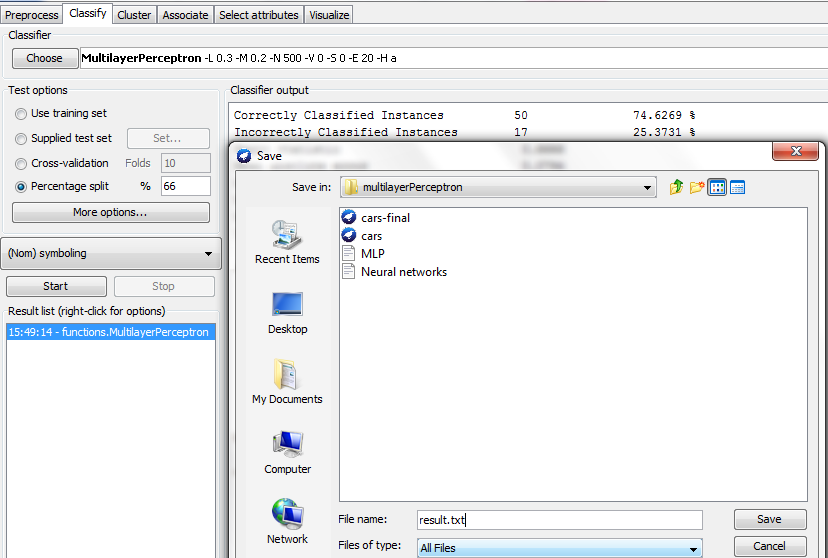 Preprocess Classify Cluster Associate Select attributes Visualize
Classifier
Choose MultilayerPerceptron -L 0.3 -M 0.2 -N 500 -V 0 -S 0 -E 20 -H a
Test options
Use training set
Supplied test set Set...
Cross-validation Folds 10
Percentage split % 66
More options...
(Nom) symboling
Start Stop
Result list (right-click for options)
15:49:14 - functions.MultilayerPerceptron
Classifier output
Correctly Classified Instances 50 74.6269 %
Incorrectly Classified Instances 17 25.3731 %
Save
Save in: multilayerPerceptron
Recent Items
Desktop
My Documents
Computer
Network
cars-final
cars
MLP
Neural networks
File name: result.txt Save
Files of type: All Files Cancel